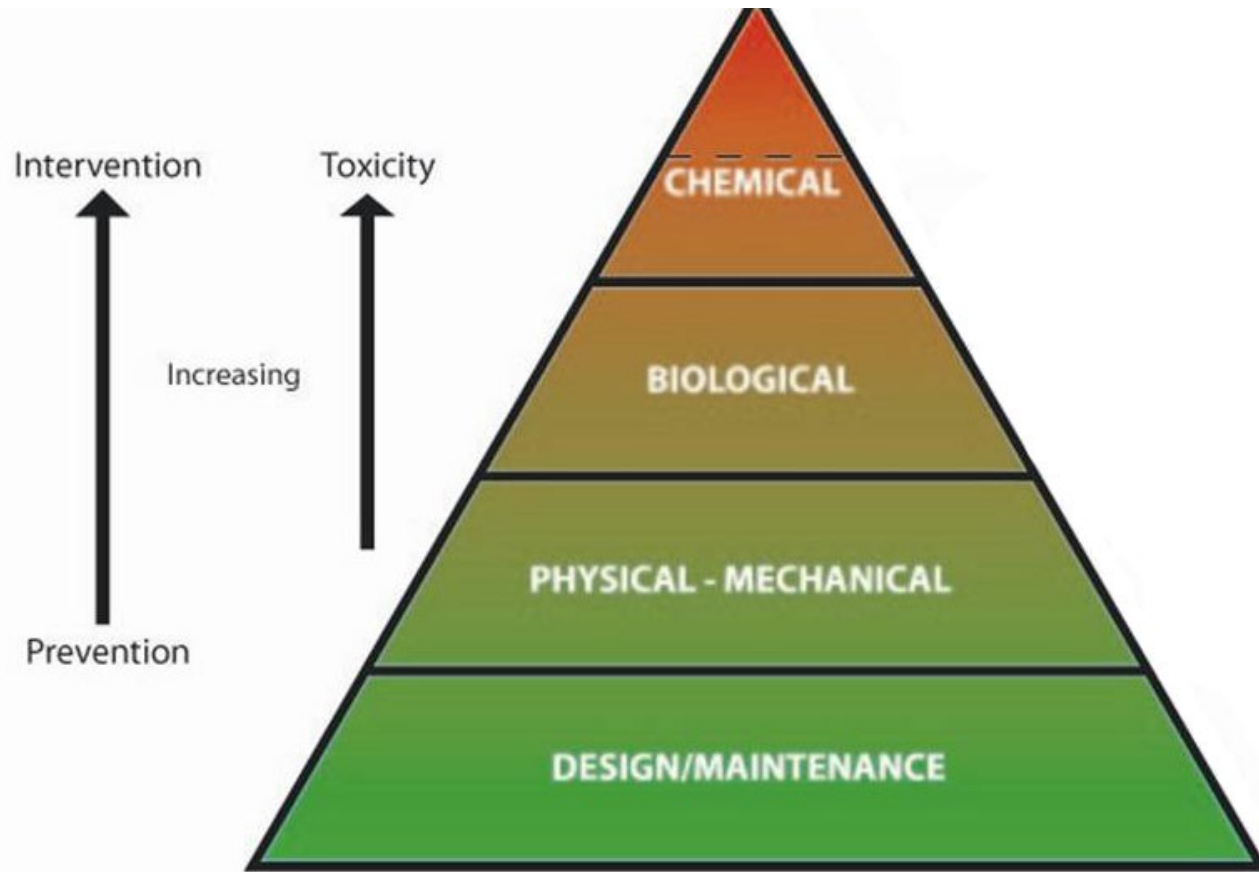 Intervention
Toxicity
CHEMICAL
Increasing
BIOLOGICAL
PHYSICAL - MECHANICAL
Prevention
DESIGN/MAINTENANCE